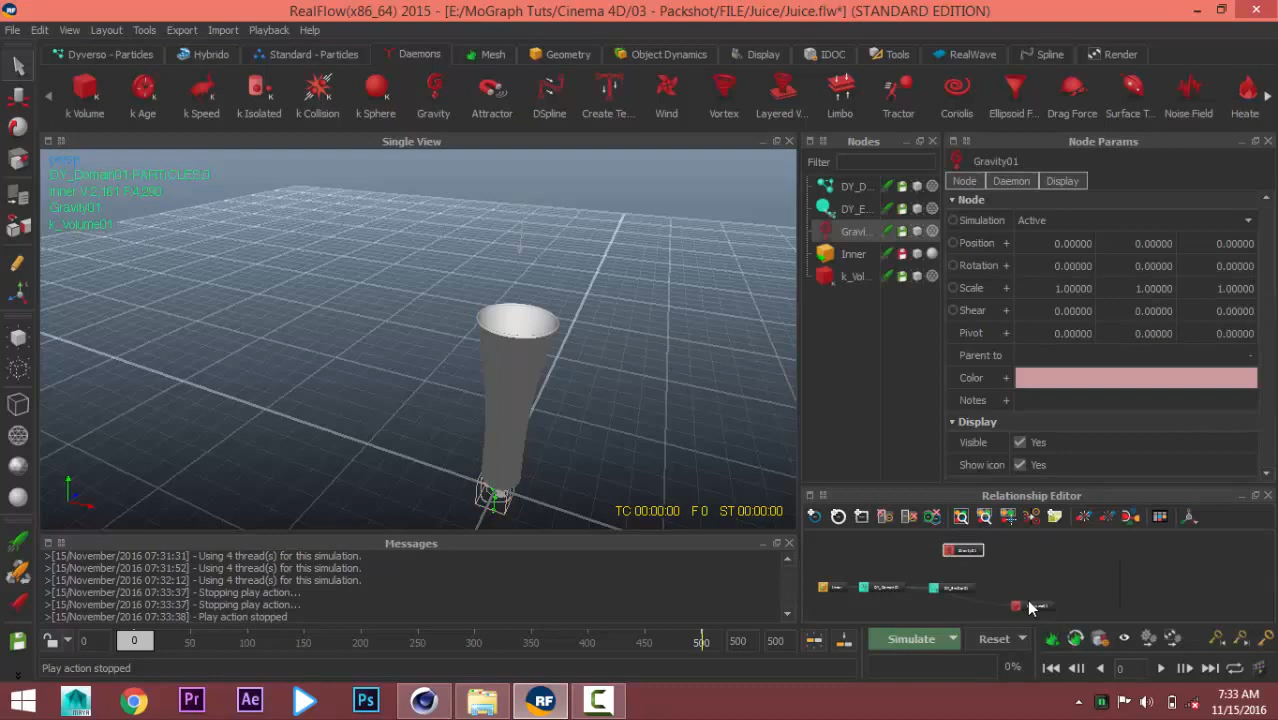 RealFlow(x86_64) 2015 - [E:/MoGraph Tuts/Cinema 4D/03 - Packshot/FILE/Juice/Juice.flw*] (STANDARD EDITION)
File Edit View Layout Tools Export Import Playback Help
Dyverso - Particles Hybrido Standard - Particles Daemons Mesh Geometry Object Dynamics Display IDOC Tools RealWave Spline Render
k Volume k Age k Speed k Isolated k Collision k Sphere Gravity Attractor DSpline Create Te... Wind Vortex Layered V... Limbo Tractor Coriolis Ellipsoid F... Drag Force Surface T... Noise Field Heate
Single View
persp
DY_Domain01 PARTICLES:0
Inner V:2,161 P:4,290
Gravity01
k_Volume01
TC 00:00:00 F 0 ST 00:00:00
Nodes
Filter
DY_D...
DY_E...
Gravi...
Inner
k_Vol...
Node Params
Gravity01
Node Daemon Display
Node
Simulation Active
Position + 0.00000 0.00000 0.00000
Rotation + 0.00000 0.00000 0.00000
Scale + 1.00000 1.00000 1.00000
Shear + 0.00000 0.00000 0.00000
Pivot + 0.00000 0.00000 0.00000
Parent to -
Color +
Notes +
Display
Visible Yes
Show icon Yes
Relationship Editor
Messages
>[15/November/2016 07:31:31] - Using 4 thread(s) for this simulation.
>[15/November/2016 07:31:52] - Using 4 thread(s) for this simulation.
>[15/November/2016 07:32:12] - Using 4 thread(s) for this simulation.
>[15/November/2016 07:33:37] - Stopping play action...
>[15/November/2016 07:33:37] - Stopping play action...
>[15/November/2016 07:33:38] - Play action stopped
0 0 50 100 150 200 250 300 350 400 450 500 500 500
Simulate Reset
Play action stopped
0% 0
Pr Ae Ps RF
7:33 AM
11/15/2016